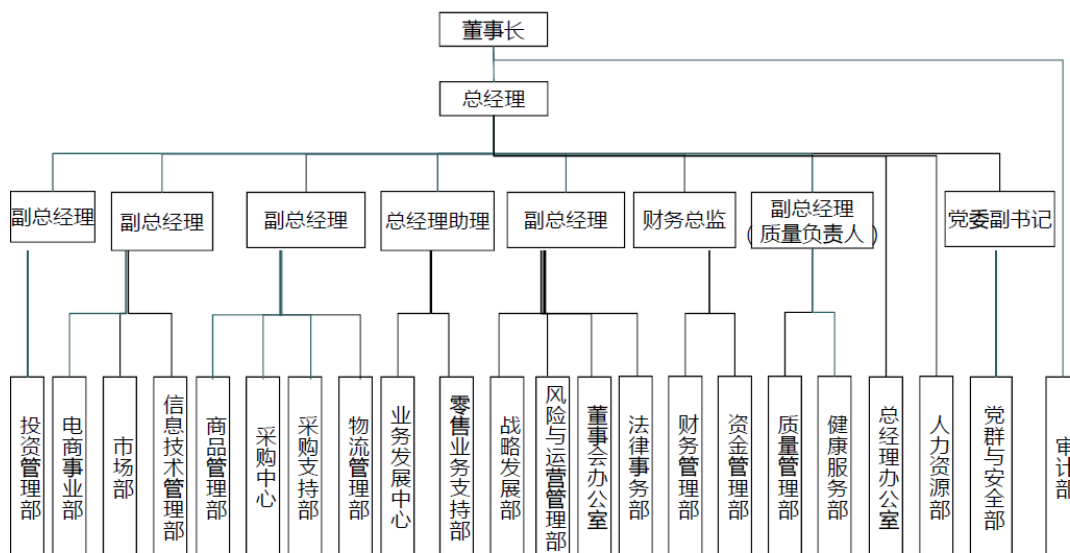 董事长
总经理
副总经理
副总经理
副总经理
总经理助理
副总经理
财务总监
副总经理
(质量负责人)
党委副书记
投资管理部
电商事业部
市场部
信息技术管理部
商品管理部
采购中心
采购支持部
物流管理部
业务发展中心
零售业务支持部
战略发展部
风险与运营管理部
董事会办公室
法律事务部
财务管理部
资金管理部
质量管理部
健康服务部
总经理办公室
人力资源部
党群与安全部
审计部